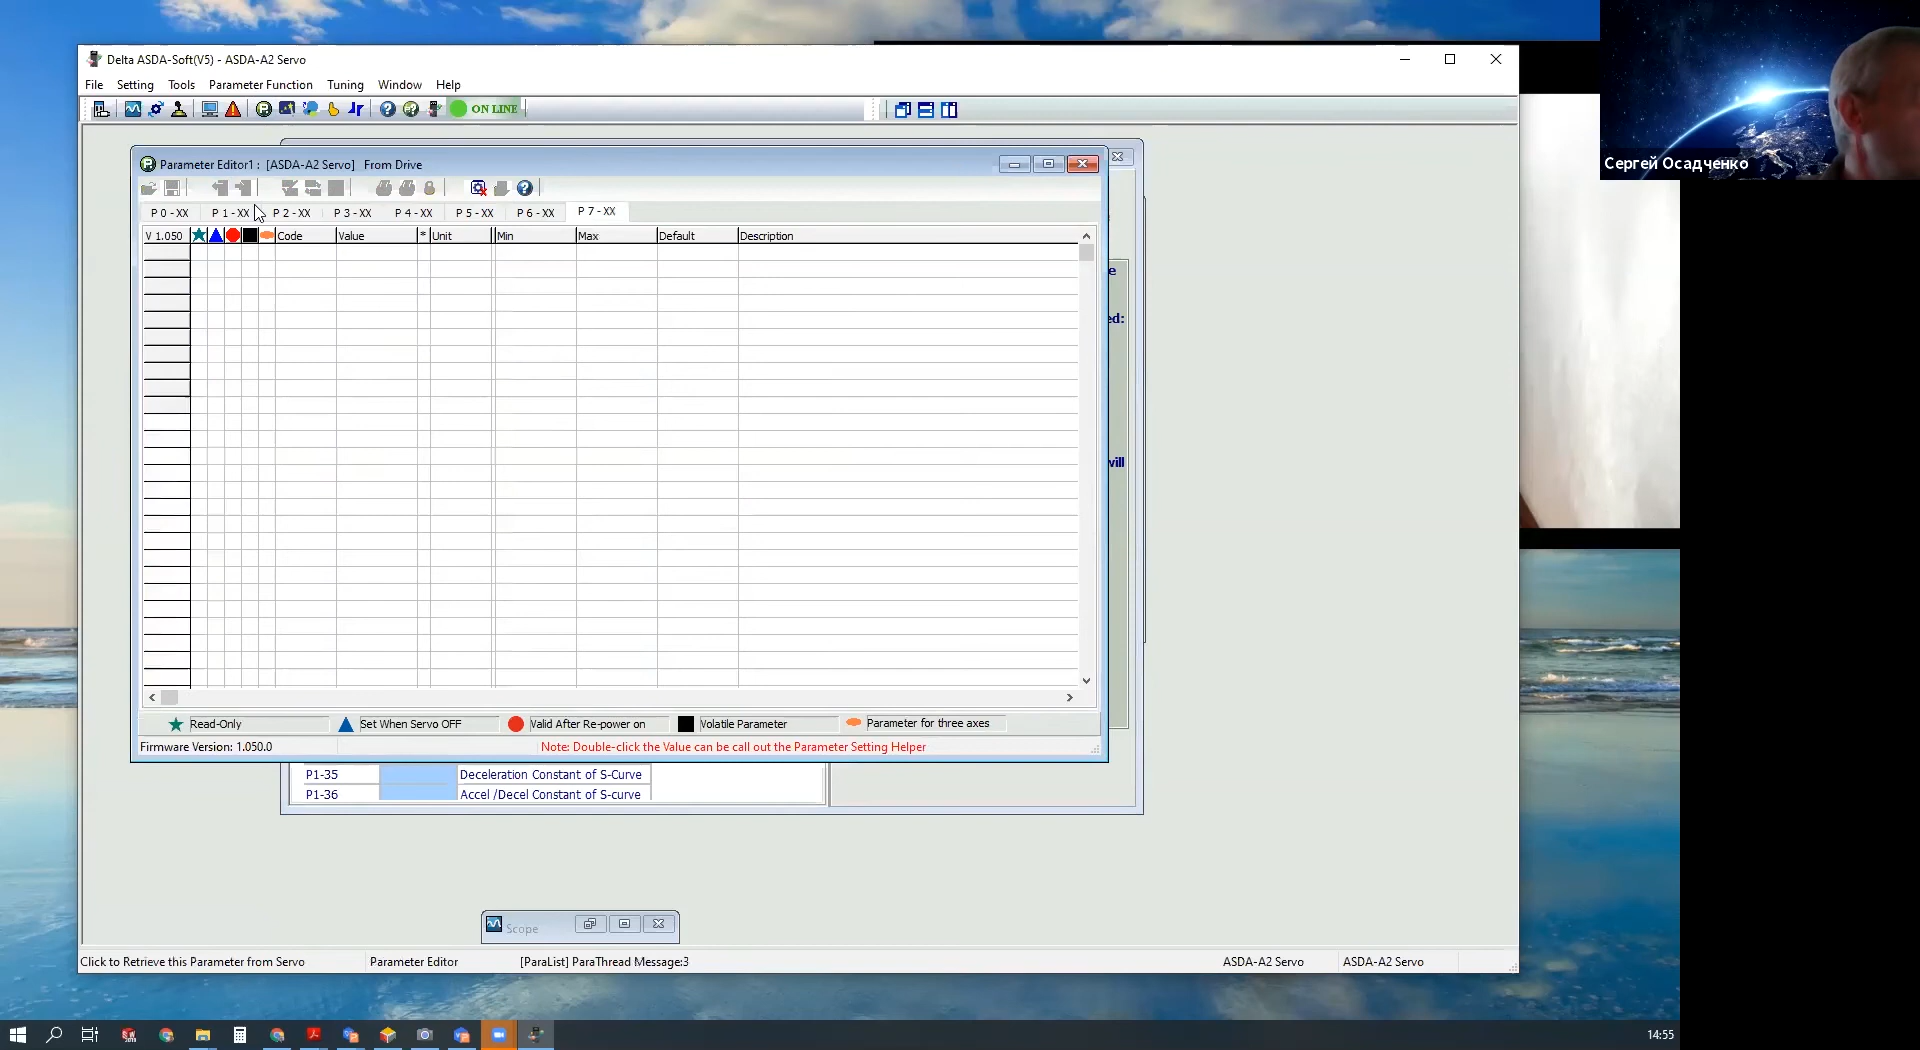 Delta ASDA-Soft(V5) - ASDA-A2 Servo
File Setting Tools Parameter Function Tuning Window Help
ON LINE
Сергей Осадченко
Parameter Editor1 : [ASDA-A2 Servo] From Drive
P 0 - XX P 1 - XX P 2 - XX P 3 - XX P 4 - XX P 5 - XX P 6 - XX P 7 - XX
V 1.050 Code Value * Unit Min Max Default Description
e
ed:
will
Read-Only Set When Servo OFF Valid After Re-power on Volatile Parameter Parameter for three axes
Firmware Version: 1.050.0 Note: Double-click the Value can be call out the Parameter Setting Helper
P1-35 Deceleration Constant of S-Curve
P1-36 Accel /Decel Constant of S-curve
Scope
Click to Retrieve this Parameter from Servo Parameter Editor [ParaList] ParaThread Message:3 ASDA-A2 Servo ASDA-A2 Servo
14:55